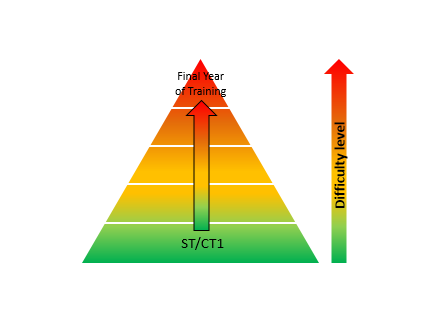 Final Year
of Training
ST/CT1
Difficulty level